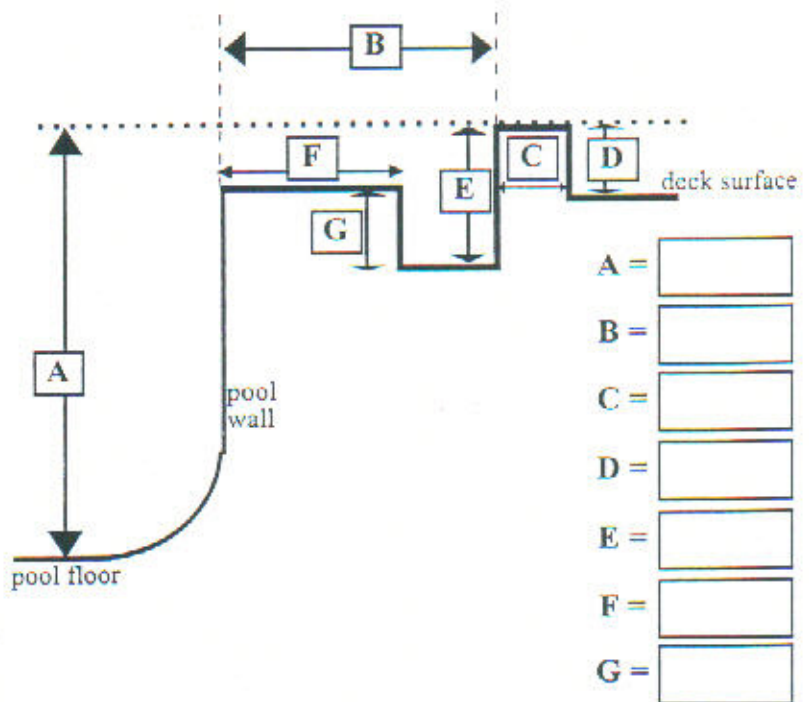 B
F
C
D
E
deck surface
G
A
pool
wall
pool floor
A =
B =
C =
D =
E =
F =
G =